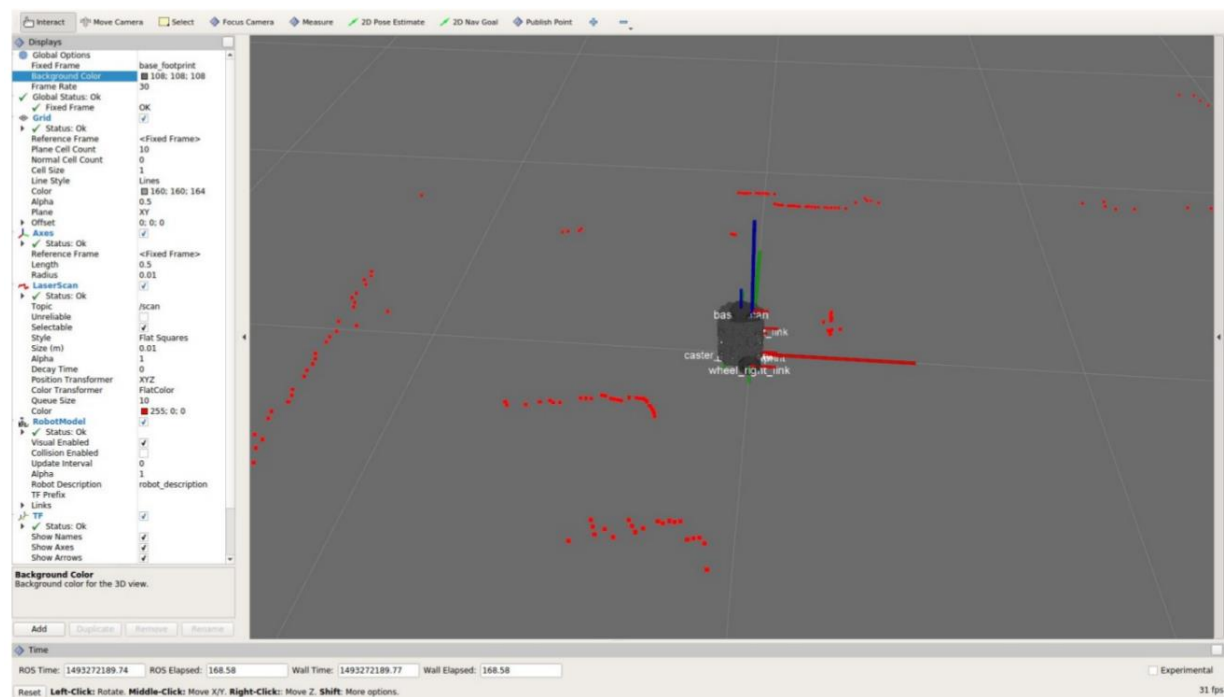 Interact Move Camera Select Focus Camera Measure 2D Pose Estimate 2D Nav Goal Publish Point
Displays
Global Options
Fixed Frame base_footprint
Background Color 108; 108; 108
Frame Rate 30
Global Status: Ok
Fixed Frame OK
Grid
Status: Ok
Reference Frame <Fixed Frame>
Plane Cell Count 10
Normal Cell Count 0
Cell Size 1
Line Style Lines
Color 160; 160; 164
Alpha 0.5
Plane XY
Offset 0; 0; 0
Axes
Status: Ok
Reference Frame <Fixed Frame>
Length 0.5
Radius 0.01
LaserScan
Status: Ok
Topic /scan
Unreliable
Selectable
Style Flat Squares
Size (m) 0.01
Alpha 1
Decay Time 0
Position Transformer XYZ
Color Transformer FlatColor
Queue Size 10
Color 255; 0; 0
RobotModel
Status: Ok
Visual Enabled
Collision Enabled
Update Interval 0
Alpha 1
Robot Description robot_description
TF Prefix
Links
TF
Status: Ok
Show Names
Show Axes
Show Arrows
Background Color
Background color for the 3D view.
Add Duplicate Remove Rename
wheel_right_link
Time
ROS Time: 1493272189.74 ROS Elapsed: 168.58 Wall Time: 1493272189.77 Wall Elapsed: 168.58 Experimental
Reset Left-Click: Rotate. Middle-Click: Move X/Y. Right-Click: Move Z. Shift: More options. 31 fps